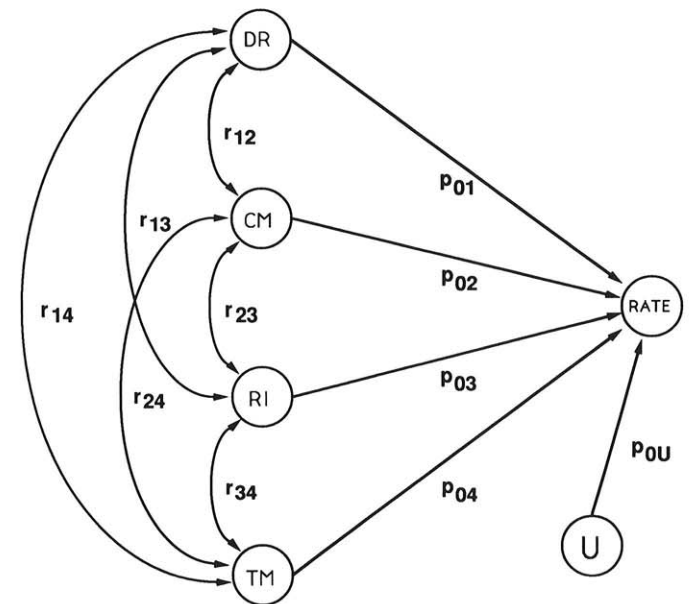 DR
r12
p01
r13
CM
p02
r14
r23
RATE
r24
RI
p03
p0U
r34
p04
U
TM